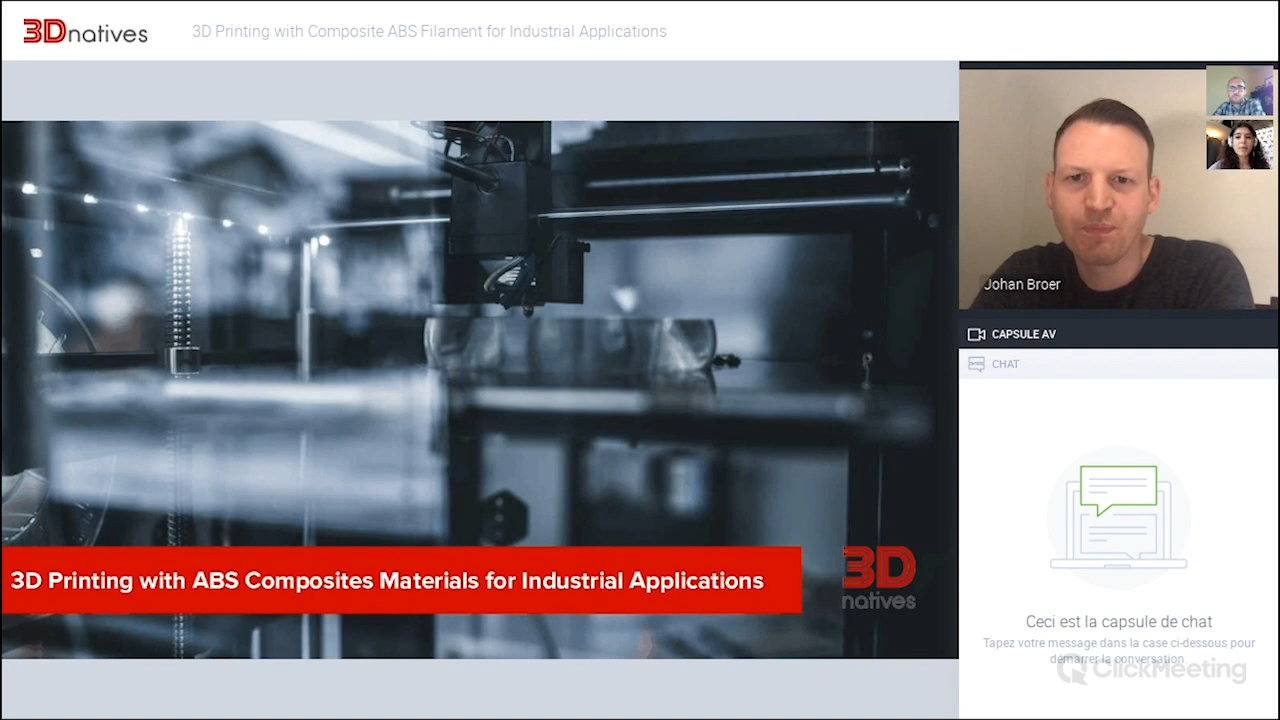 3Dnatives
3D Printing with Composite ABS Filament for Industrial Applications
3D Printing with ABS Composites Materials for Industrial Applications
3D
natives
Johan Broer
CAPSULE AV
CHAT
Ceci est la capsule de chat
Tapez votre message dans la case ci-dessous pour
démarrer la conversation.
ClickMeeting